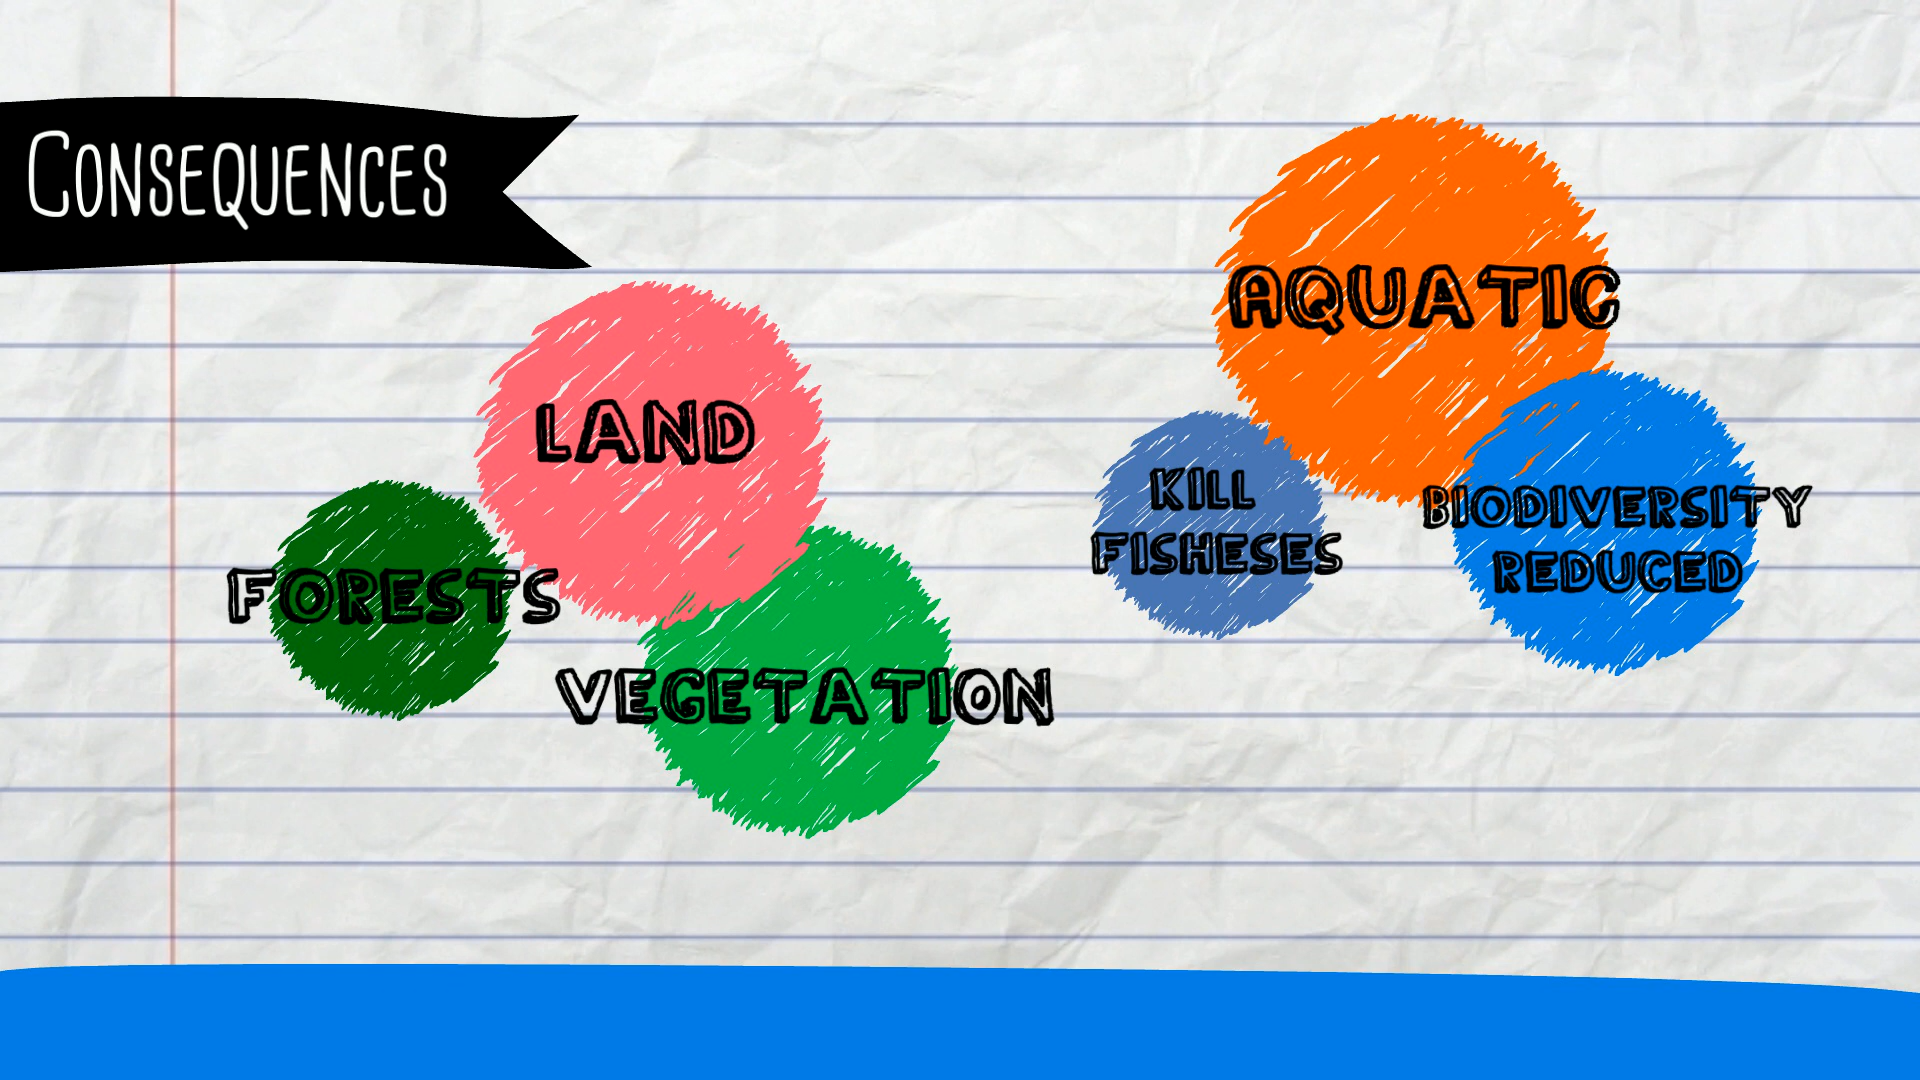 CONSEQUENCES
LAND
FORESTS
VEGETATION
AQUATIC
KILL
FISHESES
BIODIVERSITY
REDUCED